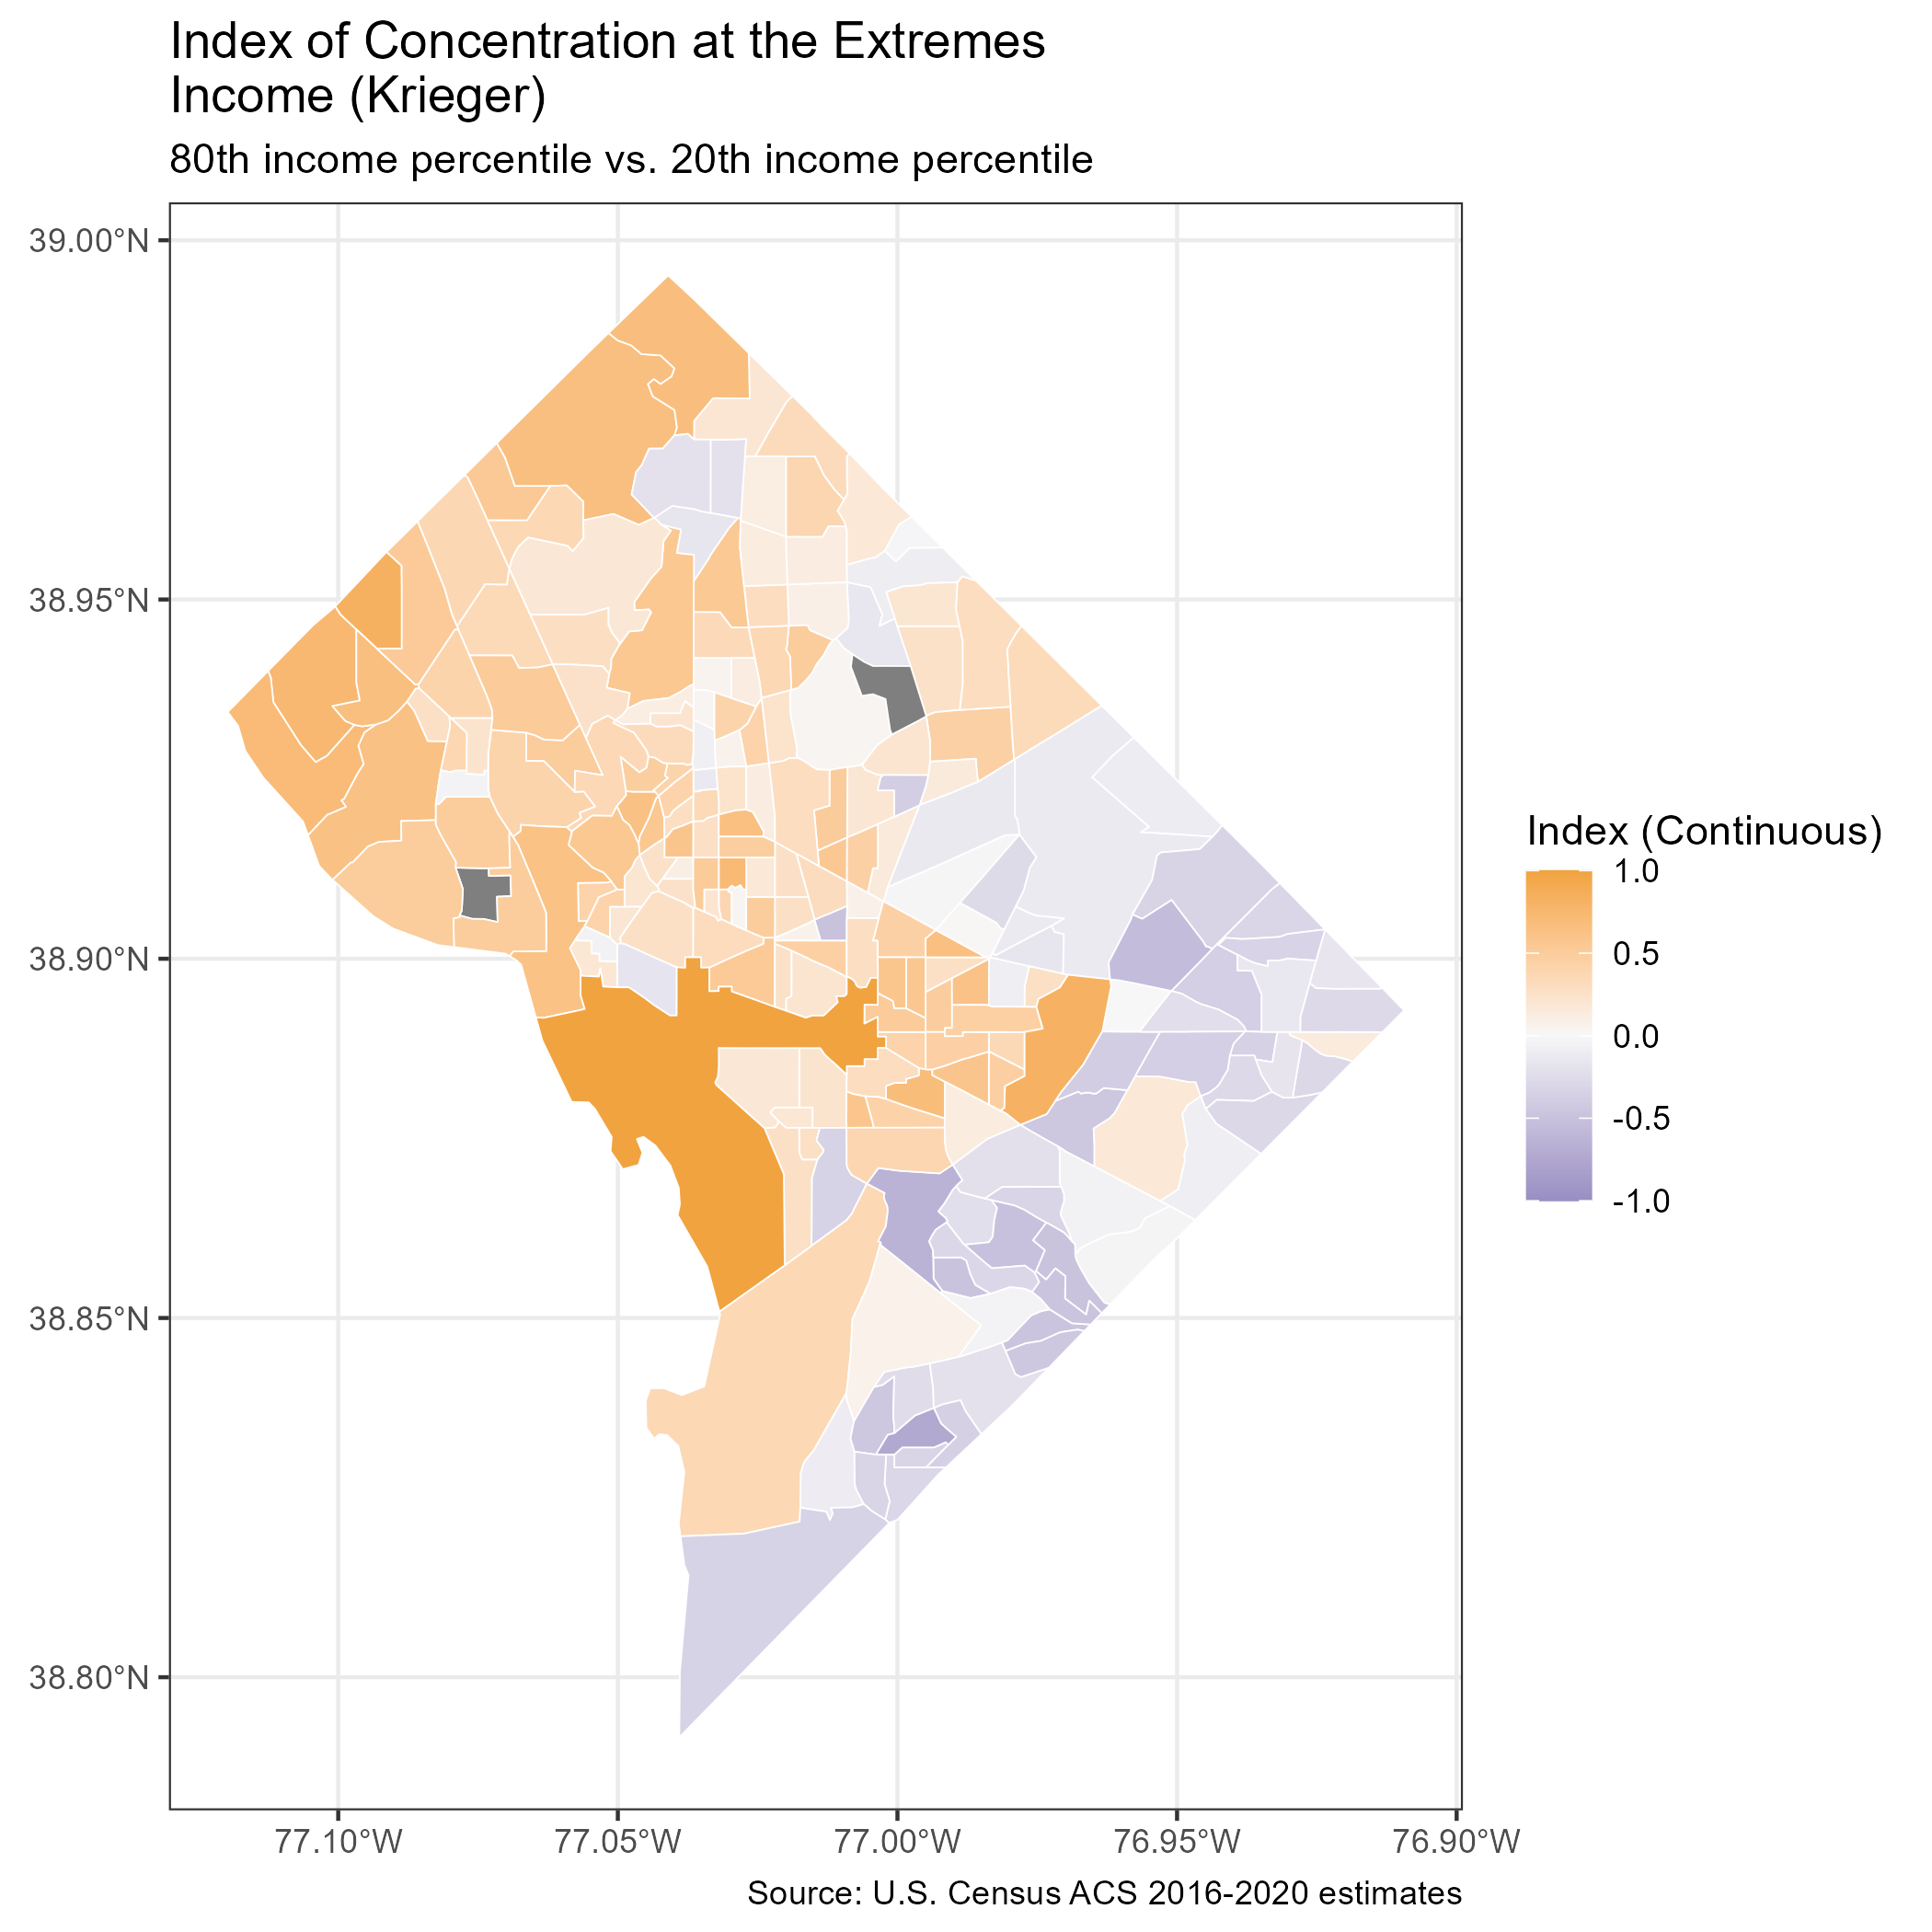 Index of Concentration at the Extremes
Income (Krieger)
80th income percentile vs. 20th income percentile
39.00°N
38.95°N
38.90°N
38.85°N
38.80°N
77.10°W
77.05°W
77.00°W
76.95°W
76.90°W
Index (Continuous)
1.0
0.5
0.0
-0.5
-1.0
Source: U.S. Census ACS 2016-2020 estimates